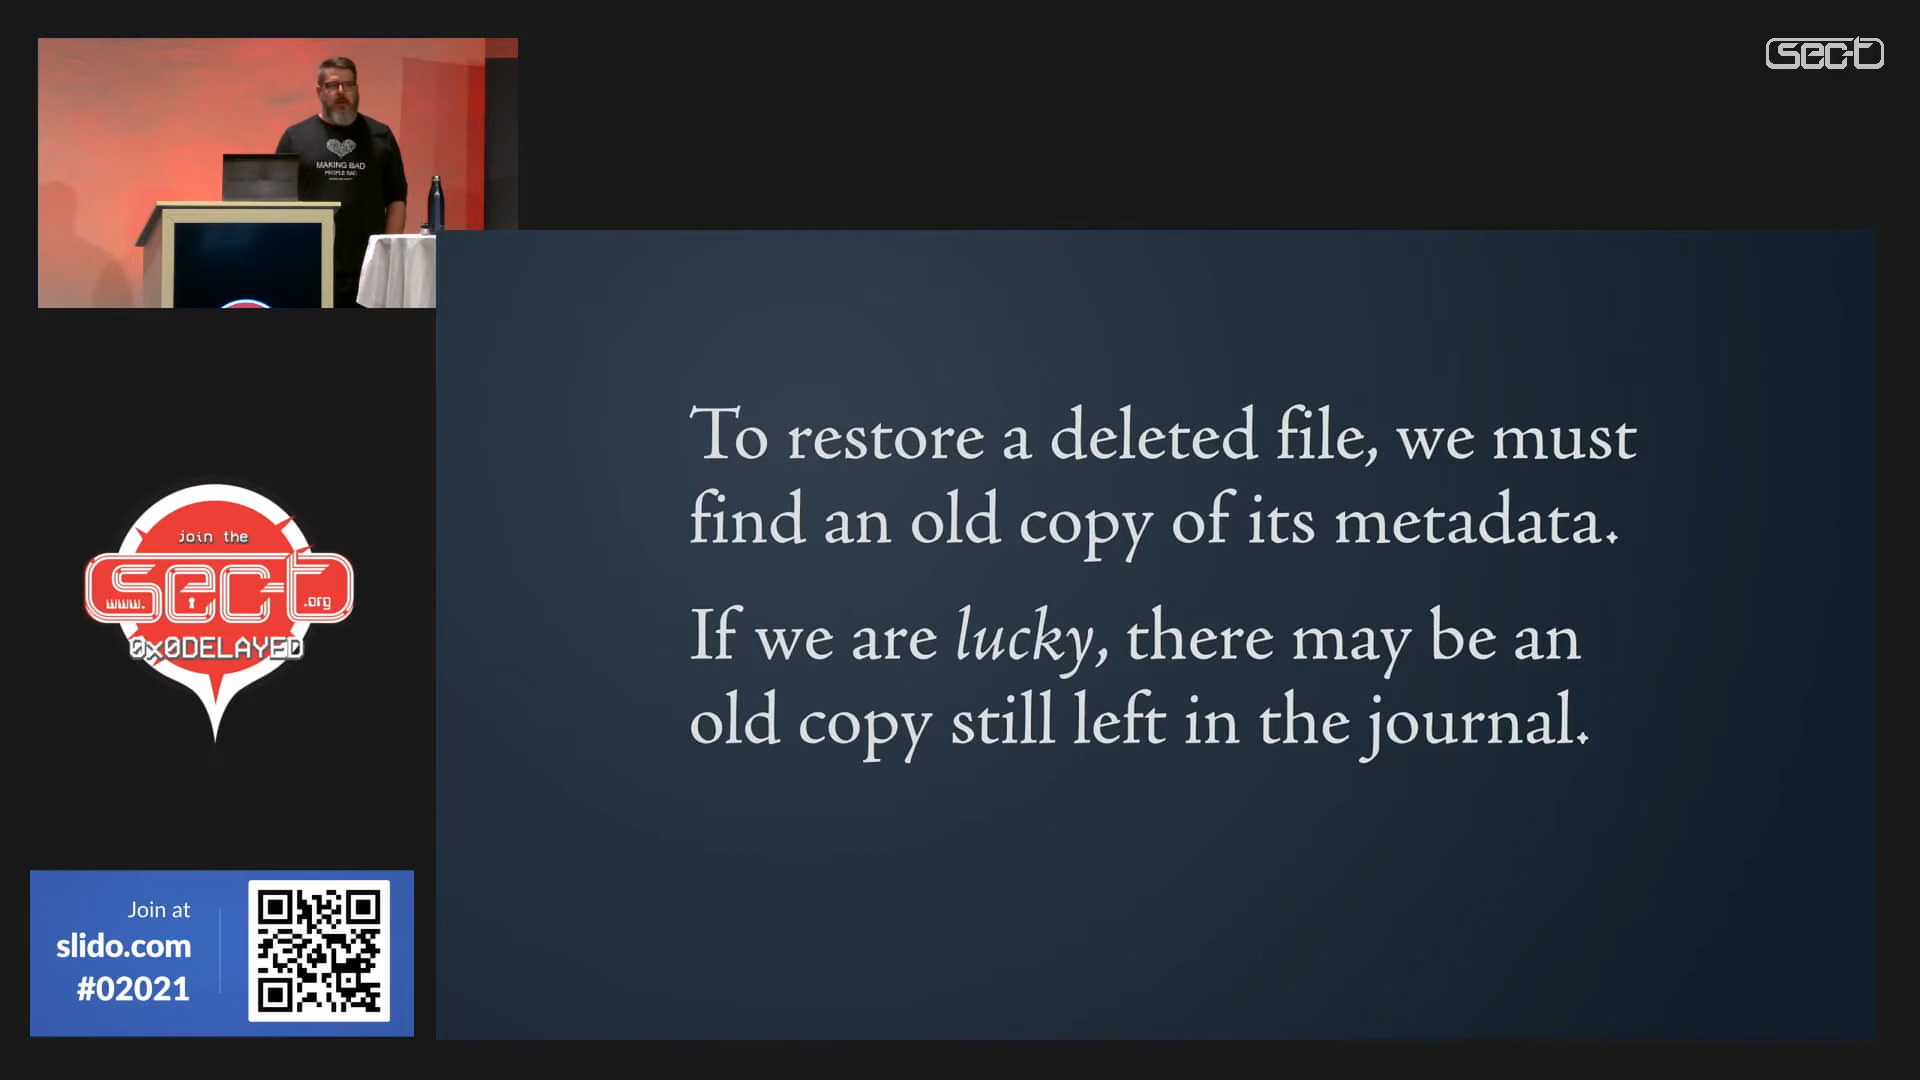 sec-t
MAKING BAD
PEOPLE SAD
To restore a deleted file, we must
find an old copy of its metadata.
If we are lucky, there may be an
old copy still left in the journal.
join the
sec-t
www.
.org
0x0DELAYED
Join at
slido.com
#02021